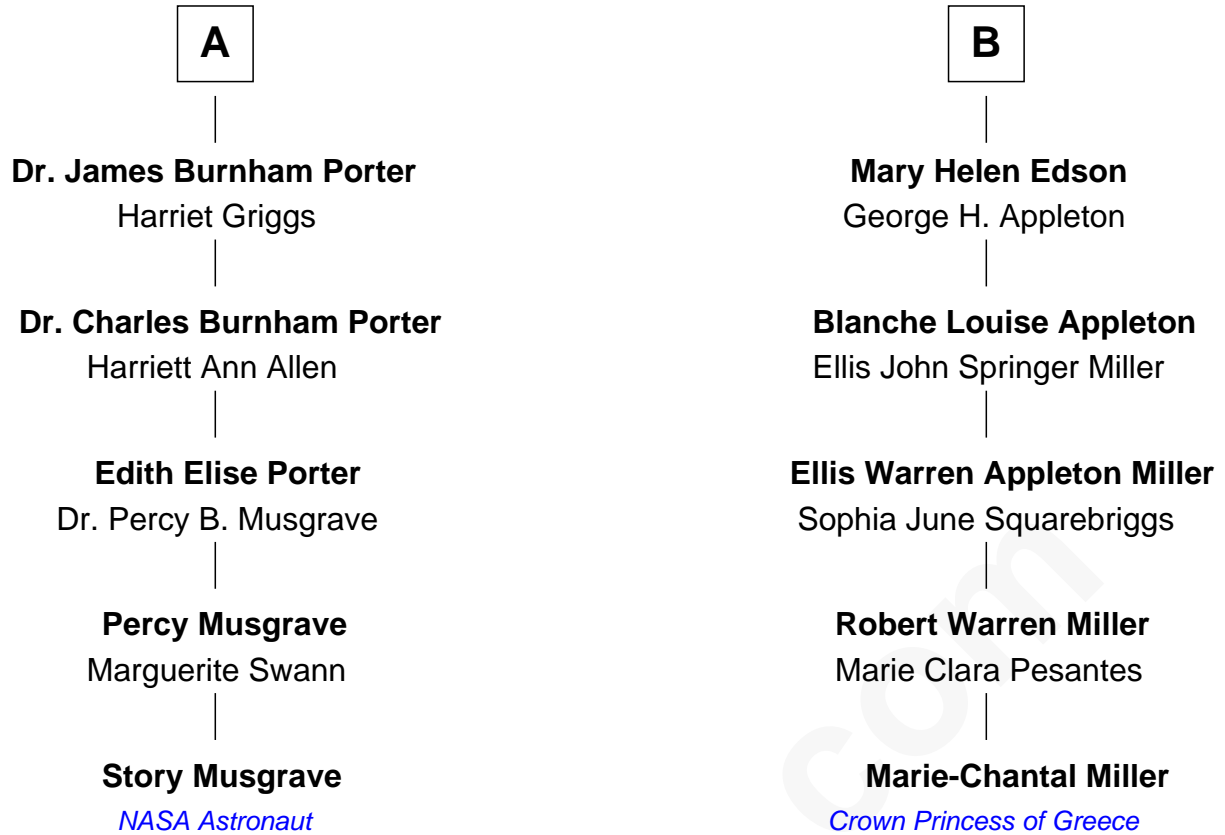 A
Dr. James Burnham Porter
Harriet Griggs
Dr. Charles Burnham Porter
Harriett Ann Allen
Edith Elise Porter
Dr. Percy B. Musgrave
Percy Musgrave
Marguerite Swann
Story Musgrave
NASA Astronaut
B
Mary Helen Edson
George H. Appleton
Blanche Louise Appleton
Ellis John Springer Miller
Ellis Warren Appleton Miller
Sophia June Squarebriggs
Robert Warren Miller
Marie Clara Pesantes
Marie-Chantal Miller
Crown Princess of Greece
com